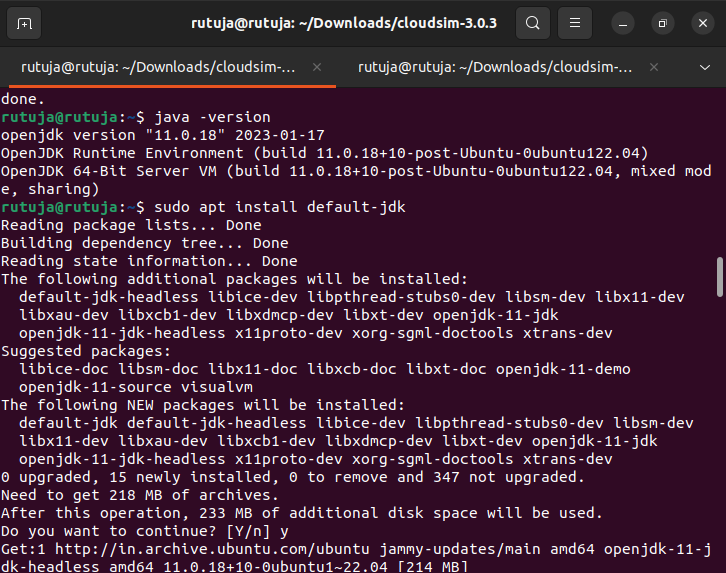 rutuja@rutuja: ~/Downloads/cloudsim-3.0.3
rutuja@rutuja: ~/Downloads/cloudsim-... × rutuja@rutuja: ~/Downloads/cloudsim-... ×
done.
rutuja@rutuja:~$ java -version
openjdk version "11.0.18" 2023-01-17
OpenJDK Runtime Environment (build 11.0.18+10-post-Ubuntu-0ubuntu122.04)
OpenJDK 64-Bit Server VM (build 11.0.18+10-post-Ubuntu-0ubuntu122.04, mixed mod
e, sharing)
rutuja@rutuja:~$ sudo apt install default-jdk
Reading package lists... Done
Building dependency tree... Done
Reading state information... Done
The following additional packages will be installed:
  default-jdk-headless libice-dev libpthread-stubs0-dev libsm-dev libx11-dev
  libxau-dev libxcb1-dev libxdmcp-dev libxt-dev openjdk-11-jdk
  openjdk-11-jdk-headless x11proto-dev xorg-sgml-doctools xtrans-dev
Suggested packages:
  libice-doc libsm-doc libx11-doc libxcb-doc libxt-doc openjdk-11-demo
  openjdk-11-source visualvm
The following NEW packages will be installed:
  default-jdk default-jdk-headless libice-dev libpthread-stubs0-dev libsm-dev
  libx11-dev libxau-dev libxcb1-dev libxdmcp-dev libxt-dev openjdk-11-jdk
  openjdk-11-jdk-headless x11proto-dev xorg-sgml-doctools xtrans-dev
0 upgraded, 15 newly installed, 0 to remove and 347 not upgraded.
Need to get 218 MB of archives.
After this operation, 233 MB of additional disk space will be used.
Do you want to continue? [Y/n] y
Get:1 http://in.archive.ubuntu.com/ubuntu jammy-updates/main amd64 openjdk-11-j
dk-headless amd64 11.0.18+10-0ubuntu1~22.04 [214 MB]